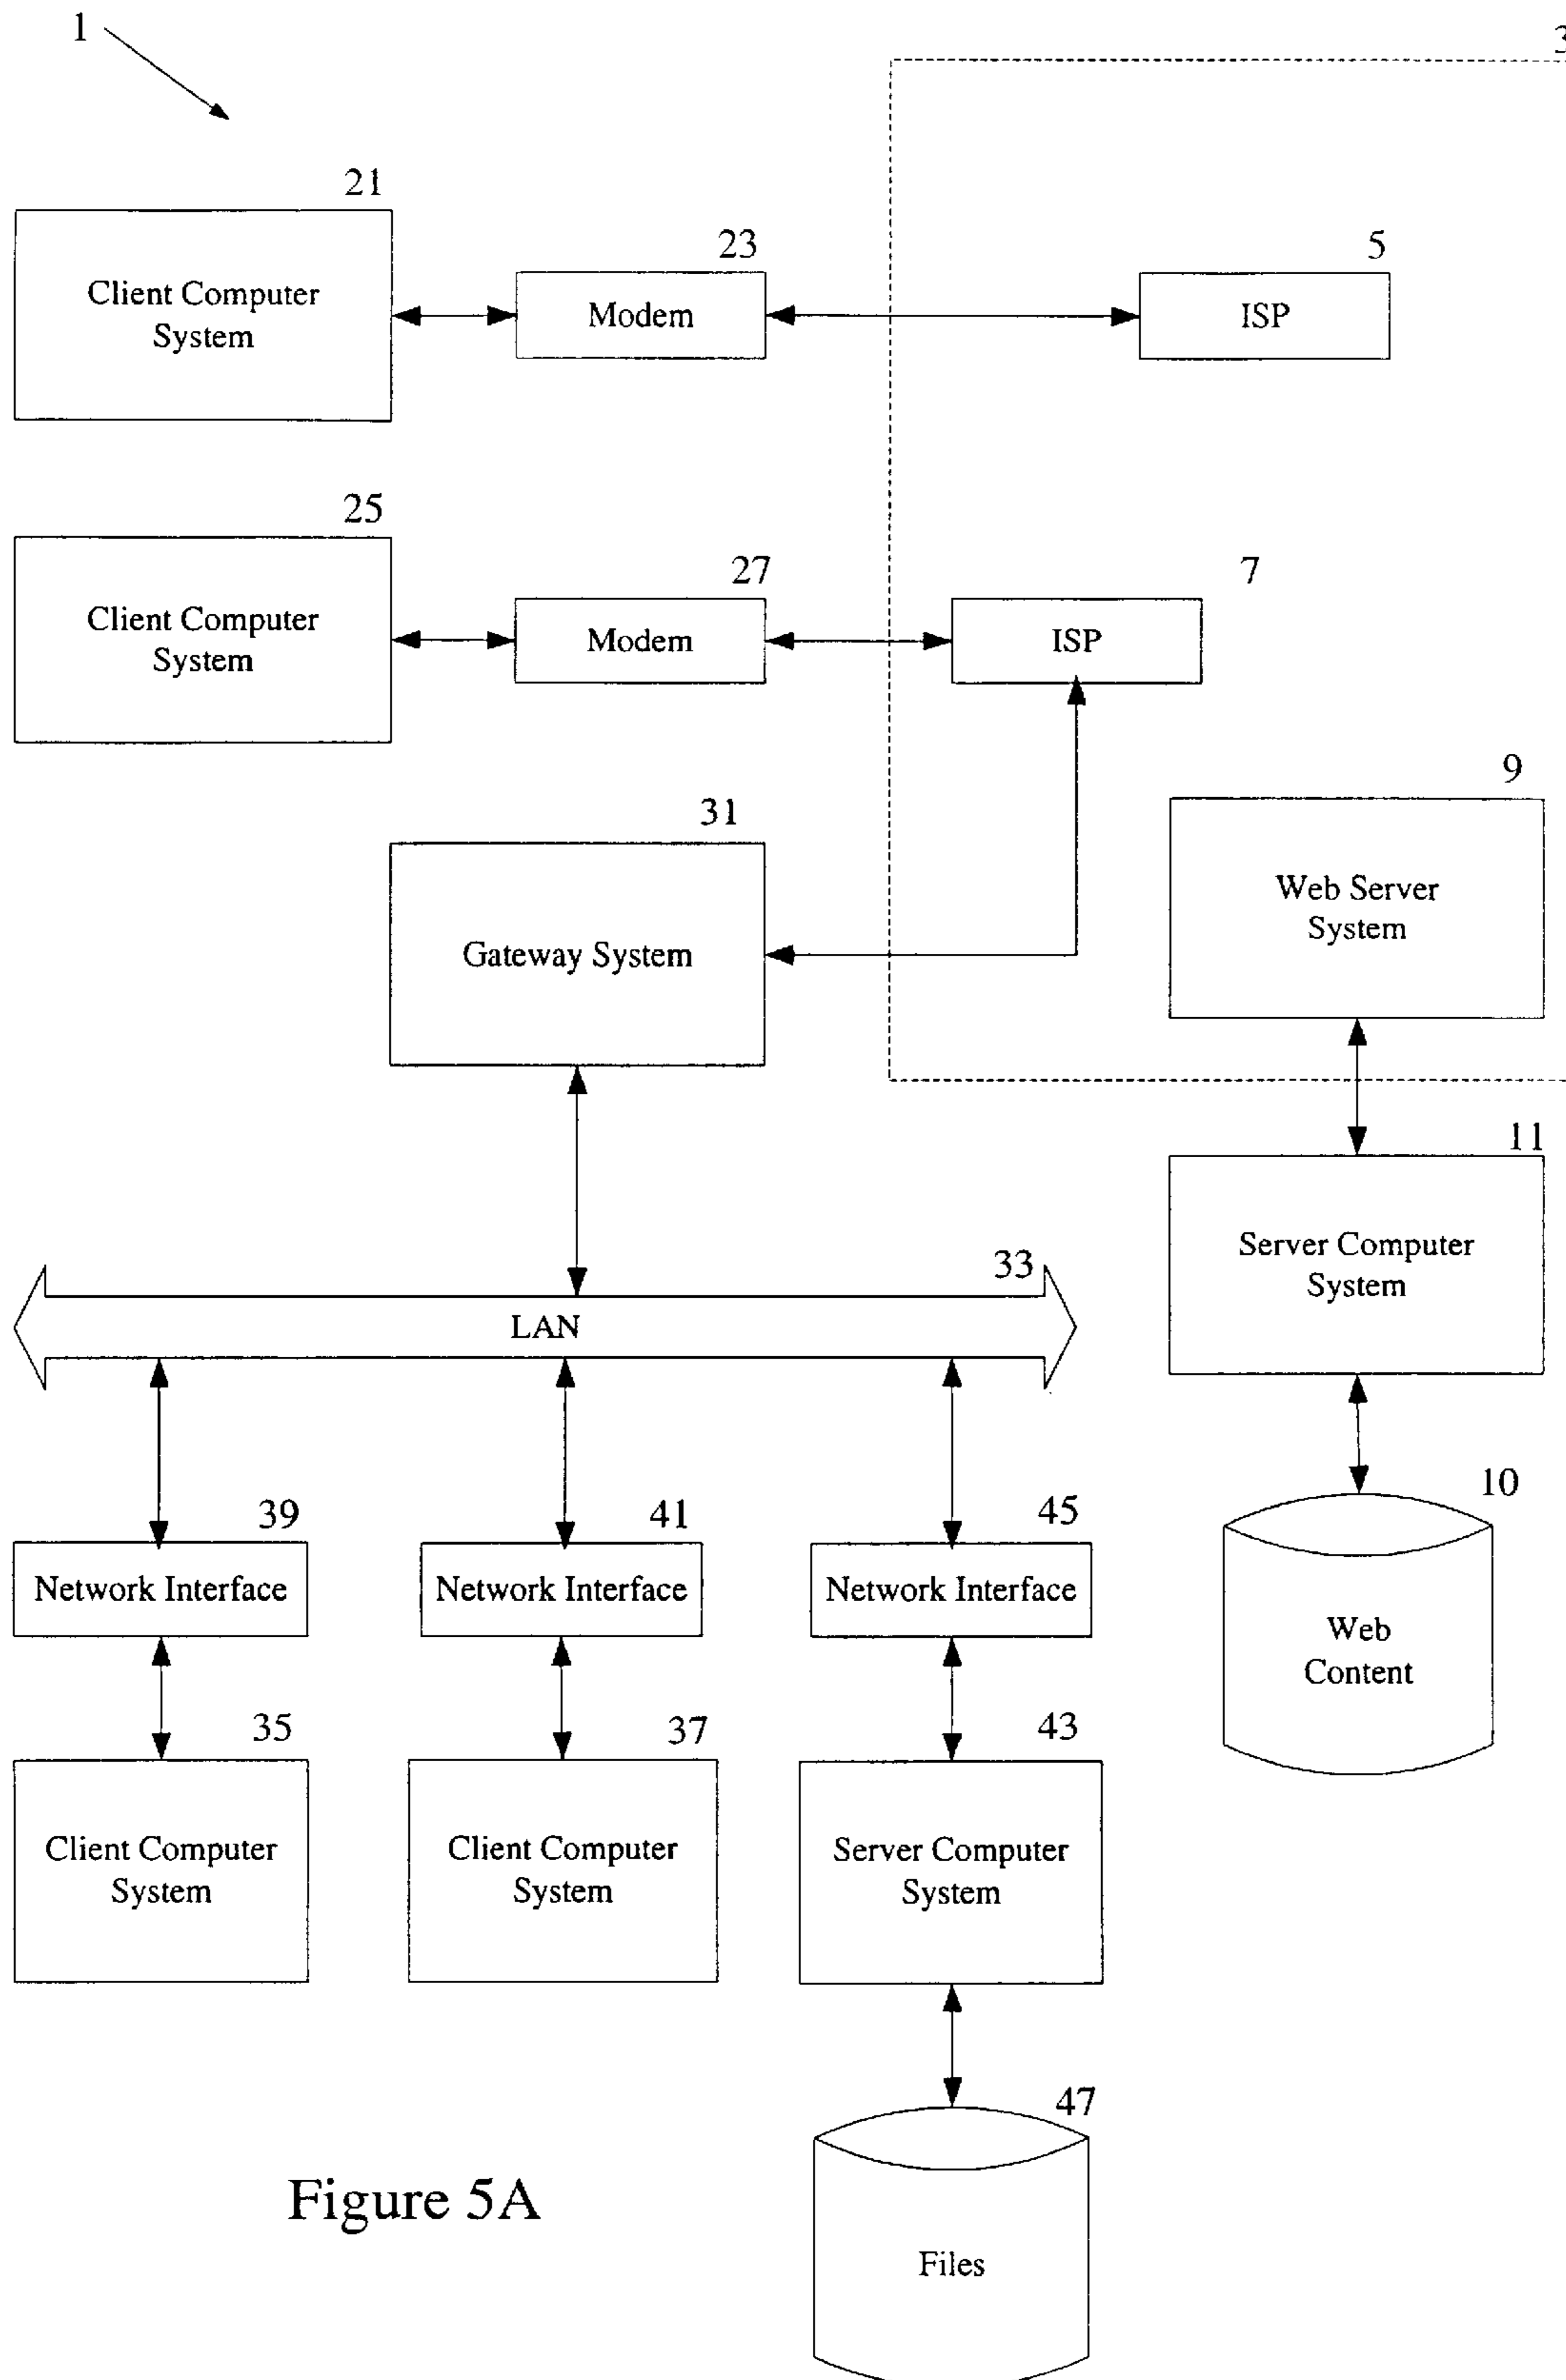 1
3
21
Client Computer
System
23
Modem
5
ISP
25
Client Computer
System
27
Modem
7
ISP
31
Gateway System
9
Web Server
System
11
Server Computer
System
33
LAN
10
Web
Content
39
Network Interface
41
Network Interface
45
Network Interface
35
Client Computer
System
37
Client Computer
System
43
Server Computer
System
47
Files
Figure 5A